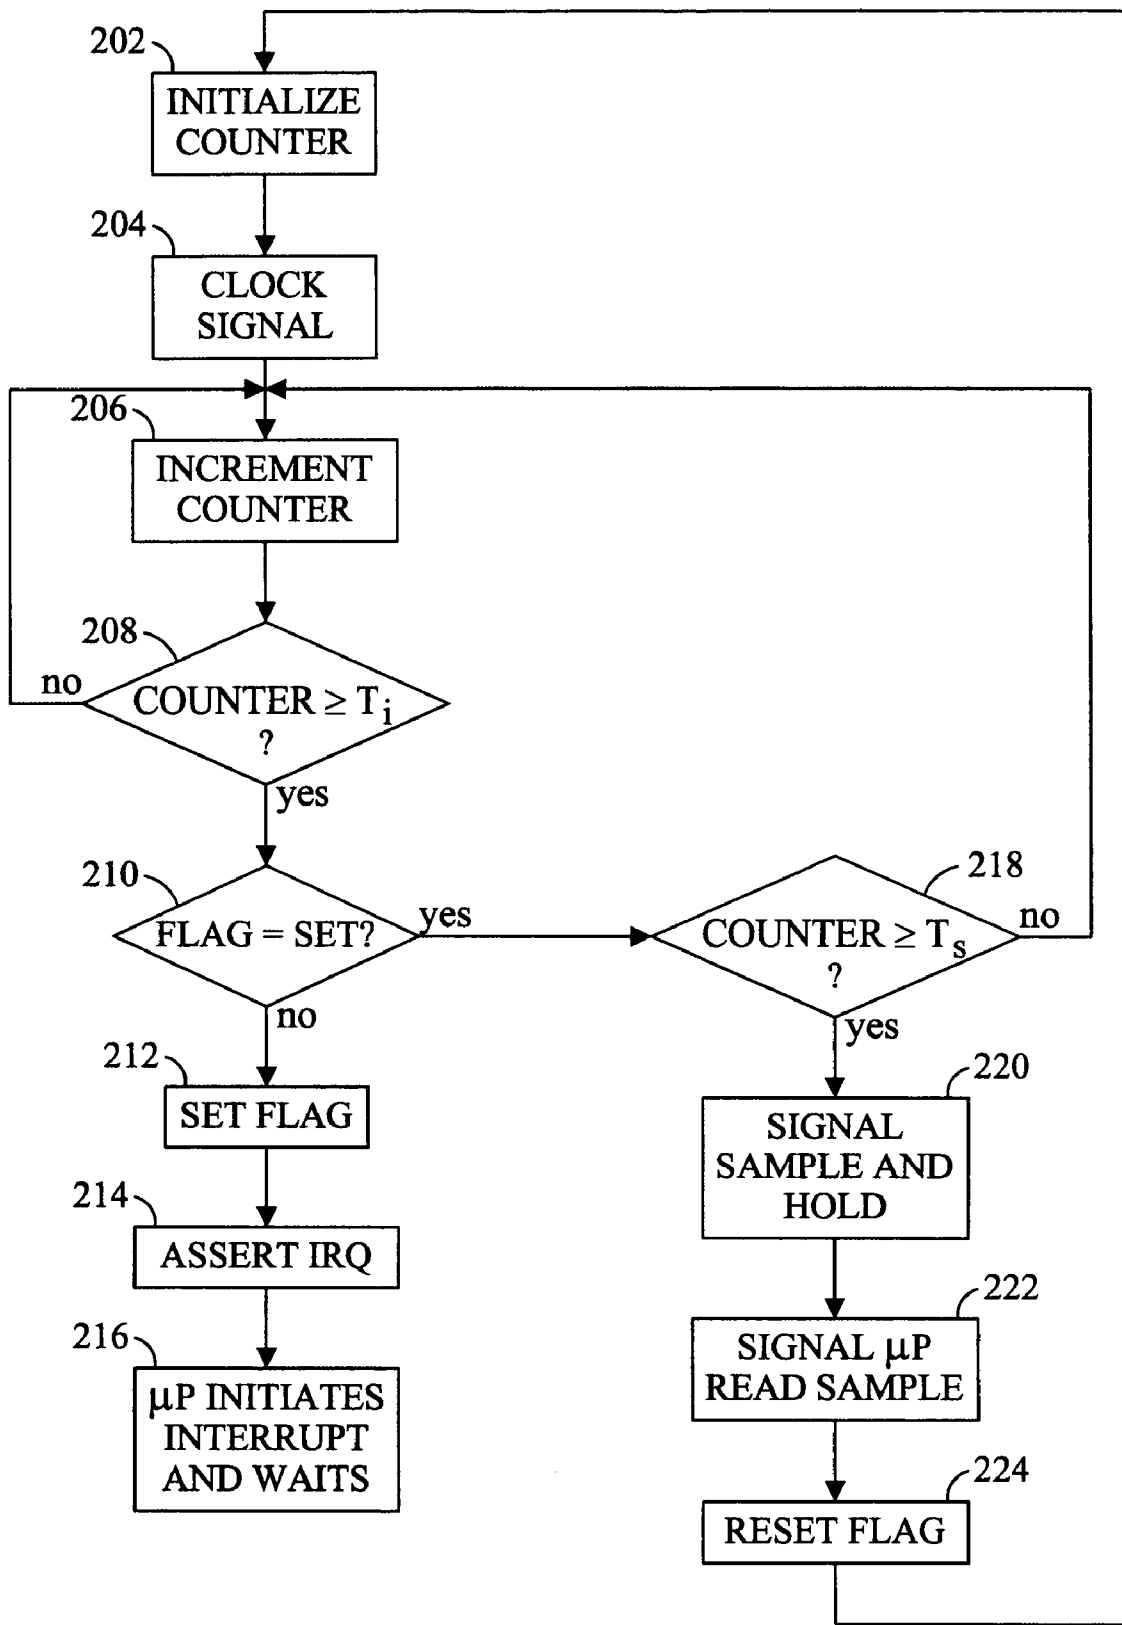 202
INITIALIZE
COUNTER
204
CLOCK
SIGNAL
206
INCREMENT
COUNTER
208
no
COUNTER ≥ Ti
?
yes
210
FLAG = SET?
yes
no
218
COUNTER ≥ Ts
?
no
yes
212
SET FLAG
214
ASSERT IRQ
216
μP INITIATES
INTERRUPT
AND WAITS
220
SIGNAL
SAMPLE AND
HOLD
222
SIGNAL μP
READ SAMPLE
224
RESET FLAG